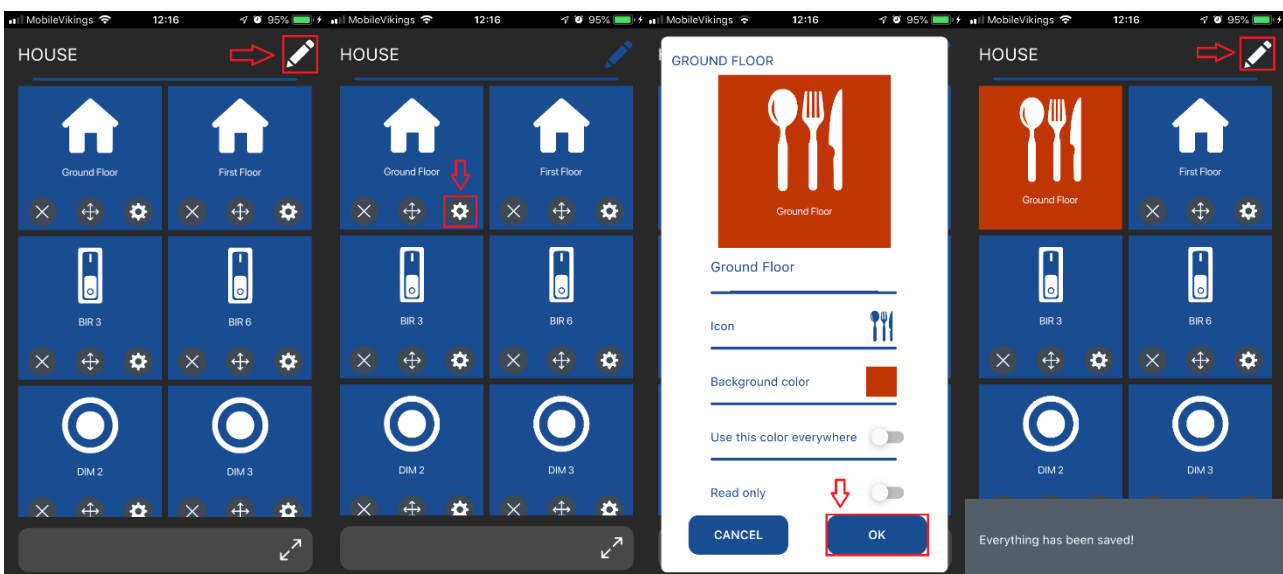 MobileVikings 12:16 95%
HOUSE
Ground Floor First Floor
BIR 3 BIR 6
DIM 2 DIM 3
MobileVikings 12:16 95%
HOUSE
Ground Floor First Floor
BIR 3 BIR 6
DIM 2 DIM 3
MobileVikings 12:16 95%
GROUND FLOOR
Ground Floor
Ground Floor
Icon
Background color
Use this color everywhere
Read only
CANCEL OK
MobileVikings 12:16 95%
HOUSE
Ground Floor First Floor
BIR 3 BIR 6
DIM 2 DIM 3
Everything has been saved!